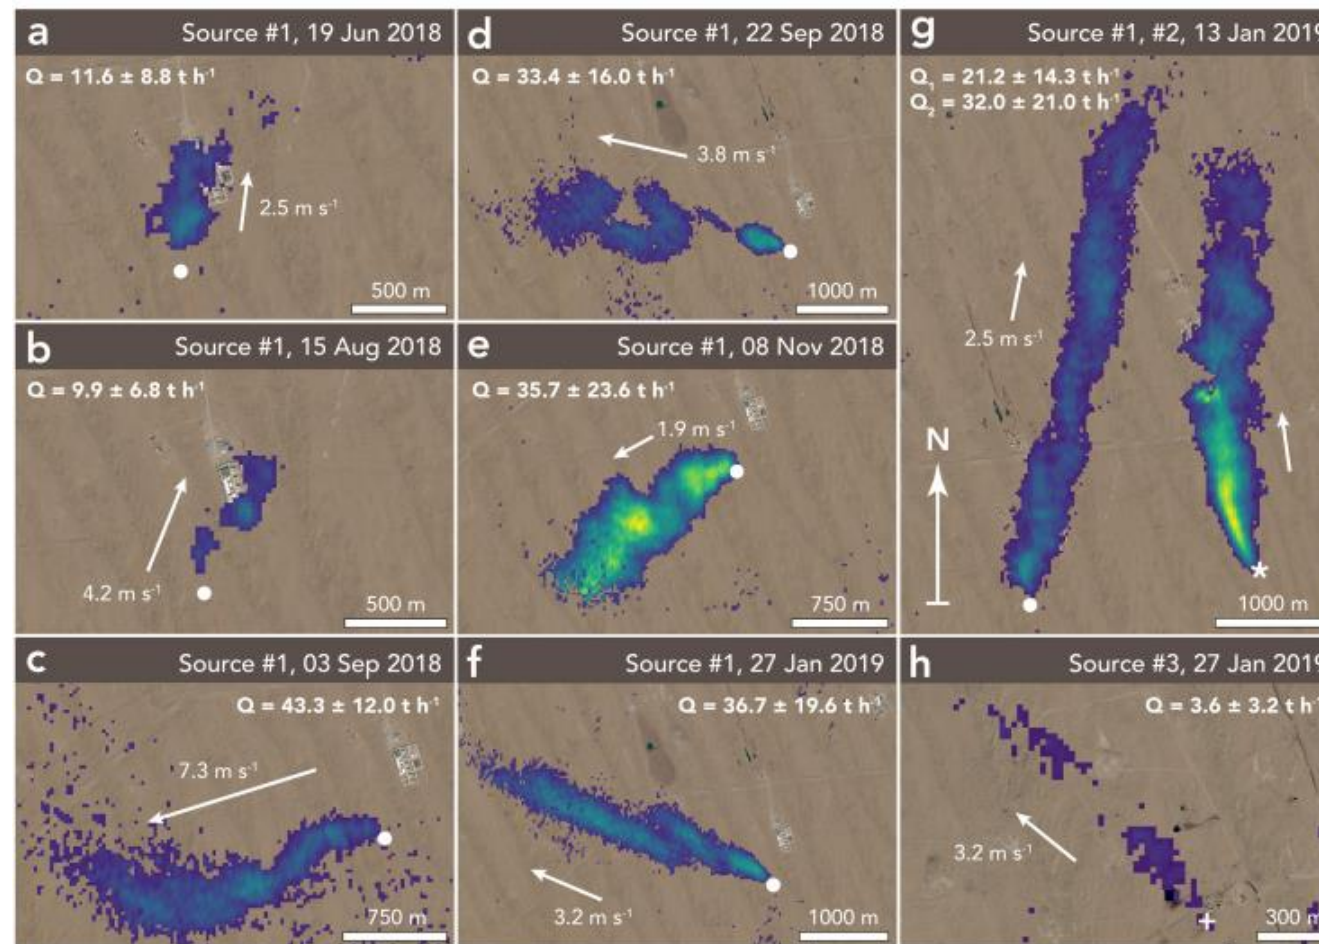 a Source #1, 19 Jun 2018
Q = 11.6 ± 8.8 t h⁻¹
2.5 m s⁻¹
500 m
b Source #1, 15 Aug 2018
Q = 9.9 ± 6.8 t h⁻¹
4.2 m s⁻¹
500 m
c Source #1, 03 Sep 2018
Q = 43.3 ± 12.0 t h⁻¹
7.3 m s⁻¹
750 m
d Source #1, 22 Sep 2018
Q = 33.4 ± 16.0 t h⁻¹
3.8 m s⁻¹
1000 m
e Source #1, 08 Nov 2018
Q = 35.7 ± 23.6 t h⁻¹
1.9 m s⁻¹
750 m
f Source #1, 27 Jan 2019
Q = 36.7 ± 19.6 t h⁻¹
3.2 m s⁻¹
1000 m
g Source #1, #2, 13 Jan 2019
Q₁ = 21.2 ± 14.3 t h⁻¹
Q₂ = 32.0 ± 21.0 t h⁻¹
2.5 m s⁻¹
N
1000 m
h Source #3, 27 Jan 2019
Q = 3.6 ± 3.2 t h⁻¹
3.2 m s⁻¹
300 m